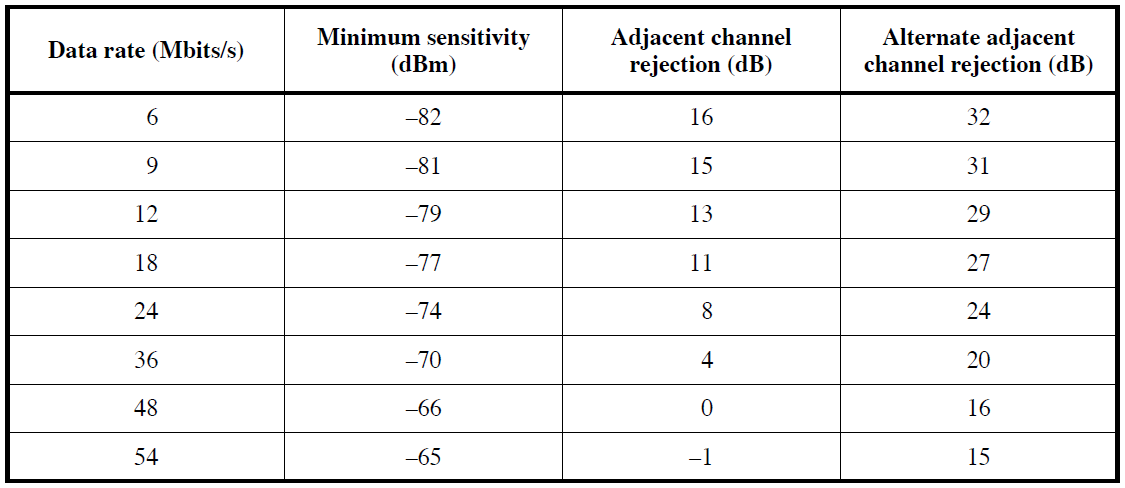 Data rate (Mbits/s) Minimum sensitivity (dBm) Adjacent channel rejection (dB) Alternate adjacent channel rejection (dB)
6 –82 16 32
9 –81 15 31
12 –79 13 29
18 –77 11 27
24 –74 8 24
36 –70 4 20
48 –66 0 16
54 –65 –1 15